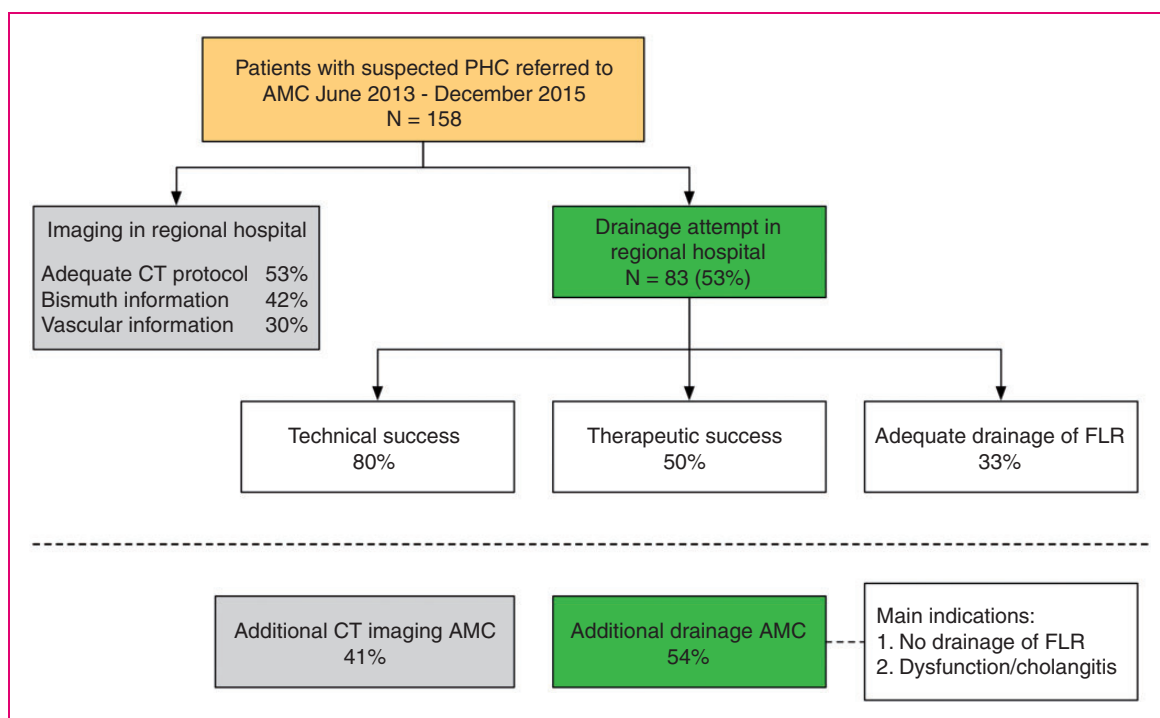 Patients with suspected PHC referred to
AMC June 2013 - December 2015
N = 158
Imaging in regional hospital
Adequate CT protocol 53%
Bismuth information 42%
Vascular information 30%
Drainage attempt in
regional hospital
N = 83 (53%)
Technical success
80%
Therapeutic success
50%
Adequate drainage of FLR
33%
Additional CT imaging AMC
41%
Additional drainage AMC
54%
Main indications:
1. No drainage of FLR
2. Dysfunction/cholangitis